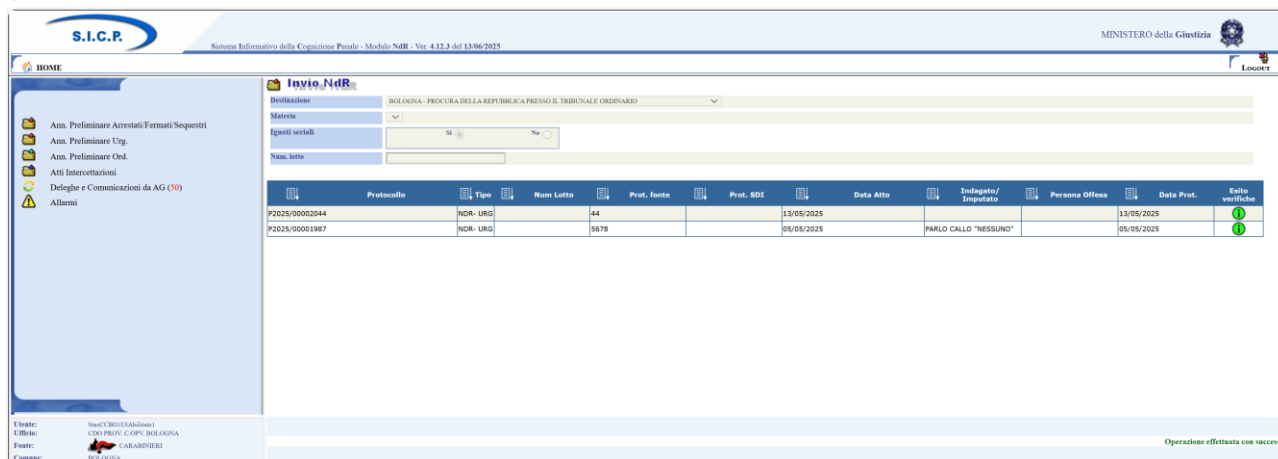 S.I.C.P.
Sistema Informativo della Cognizione Penale - Modulo NdR - Ver. 4.12.3 del 13/06/2025
MINISTERO della Giustizia
HOME
LOGOUT
Invio NdR
Destinazione BOLOGNA - PROCURA DELLA REPUBBLICA PRESSO IL TRIBUNALE ORDINARIO
Materia
Ignoti seriali Si No
Num. lotto
Ann. Preliminare Arrestati/Fermati/Sequestri
Ann. Preliminare Urg.
Ann. Preliminare Ord.
Atti Intercettazioni
Deleghe e Comunicazioni da AG (50)
Allarmi
Protocollo Tipo Num Lotto Prot. fonte Prot. SDI Data Atto Indagato/ Imputato Persona Offesa Data Prot. Esito verifiche
P2025/00002044 NDR- URG 44 13/05/2025 13/05/2025
P2025/00001987 NDR- URG 5678 05/05/2025 PARLO CALLO "NESSUNO" 05/05/2025
Utente:
Ufficio: CDO PROV. C.OPV. BOLOGNA
Fonte: CARABINIERI
Comune: BOLOGNA
Operazione effettuata con succes